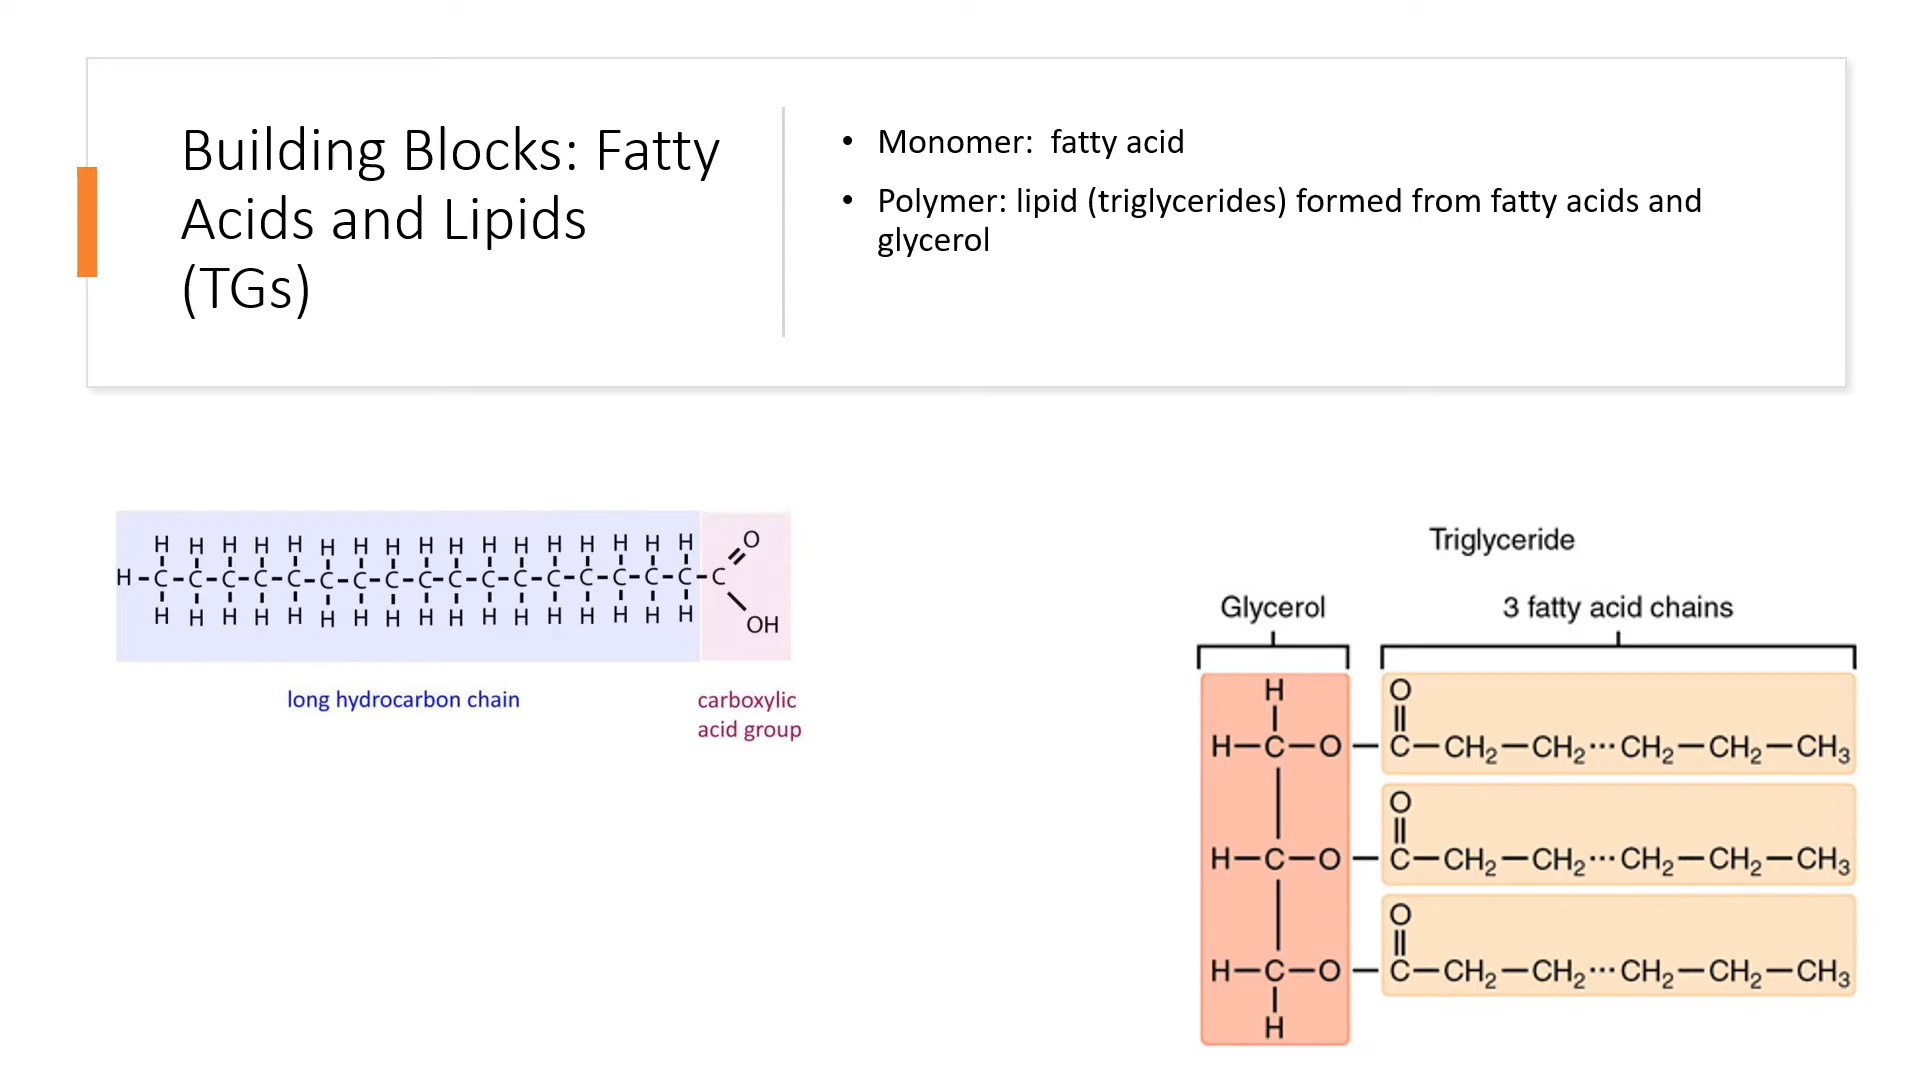 Building Blocks: Fatty
Acids and Lipids
(TGs)
• Monomer:  fatty acid
• Polymer: lipid (triglycerides) formed from fatty acids and
glycerol
H H H H H H H H H H H H H H H H H O
H-C-C-C-C-C-C-C-C-C-C-C-C-C-C-C-C-C-C
H H H H H H H H H H H H H H H H H OH
long hydrocarbon chain
carboxylic
acid group
Triglyceride
Glycerol
3 fatty acid chains
H O
H—C—O—C—CH₂—CH₂···CH₂—CH₂—CH₃
O
H—C—O—C—CH₂—CH₂···CH₂—CH₂—CH₃
O
H—C—O—C—CH₂—CH₂···CH₂—CH₂—CH₃
H